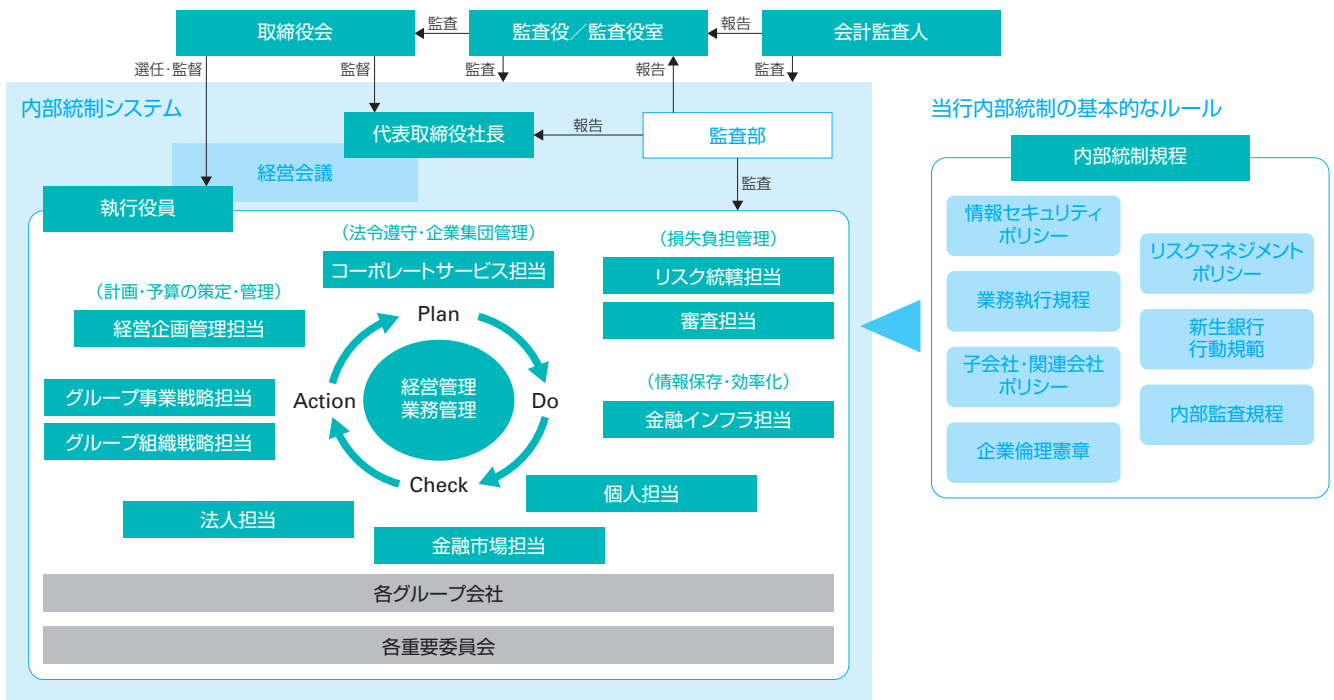 取締役会
監査
監査役／監査役室
報告
会計監査人
選任・監督
監督
監査
報告
監査
内部統制システム
代表取締役社長
報告
監査部
経営会議
監査
執行役員
（法令遵守・企業集団管理）
コーポレートサービス担当
（損失負担管理）
リスク統轄担当
審査担当
（計画・予算の策定・管理）
経営企画管理担当
Plan
グループ事業戦略担当
グループ組織戦略担当
Action
経営管理
業務管理
Do
（情報保存・効率化）
金融インフラ担当
Check
個人担当
法人担当
金融市場担当
各グループ会社
各重要委員会
当行内部統制の基本的なルール
内部統制規程
情報セキュリティ
ポリシー
業務執行規程
子会社・関連会社
ポリシー
企業倫理憲章
リスクマネジメント
ポリシー
新生銀行
行動規範
内部監査規程